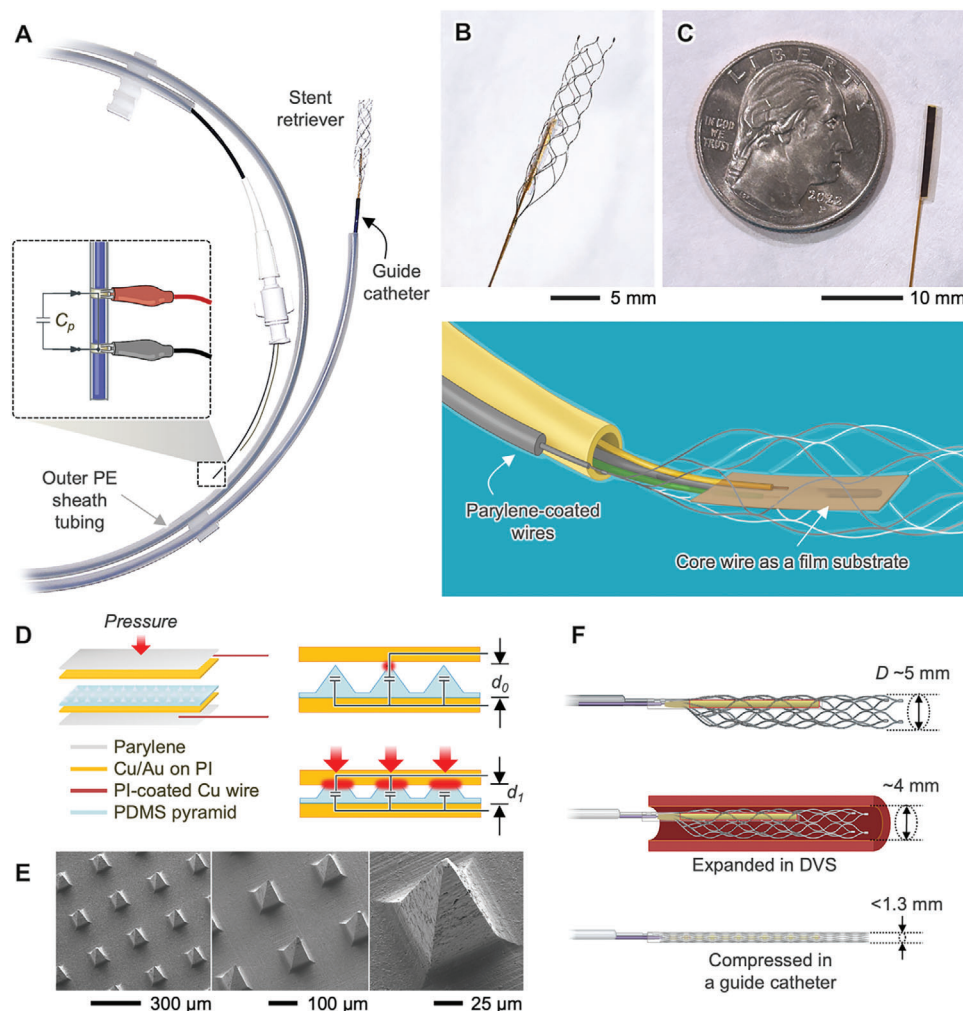 A
Stent
retriever
Guide
catheter
Cp
Outer PE
sheath
tubing
B
5 mm
C
LIBERTY
IN GOD
WE
TRUST
2022
P
10 mm
Parylene-coated
wires
Core wire as a film substrate
D
Pressure
Parylene
Cu/Au on PI
PI-coated Cu wire
PDMS pyramid
d0
d1
E
300 μm
100 μm
25 μm
F
D ~5 mm
~4 mm
Expanded in DVS
<1.3 mm
Compressed in
a guide catheter